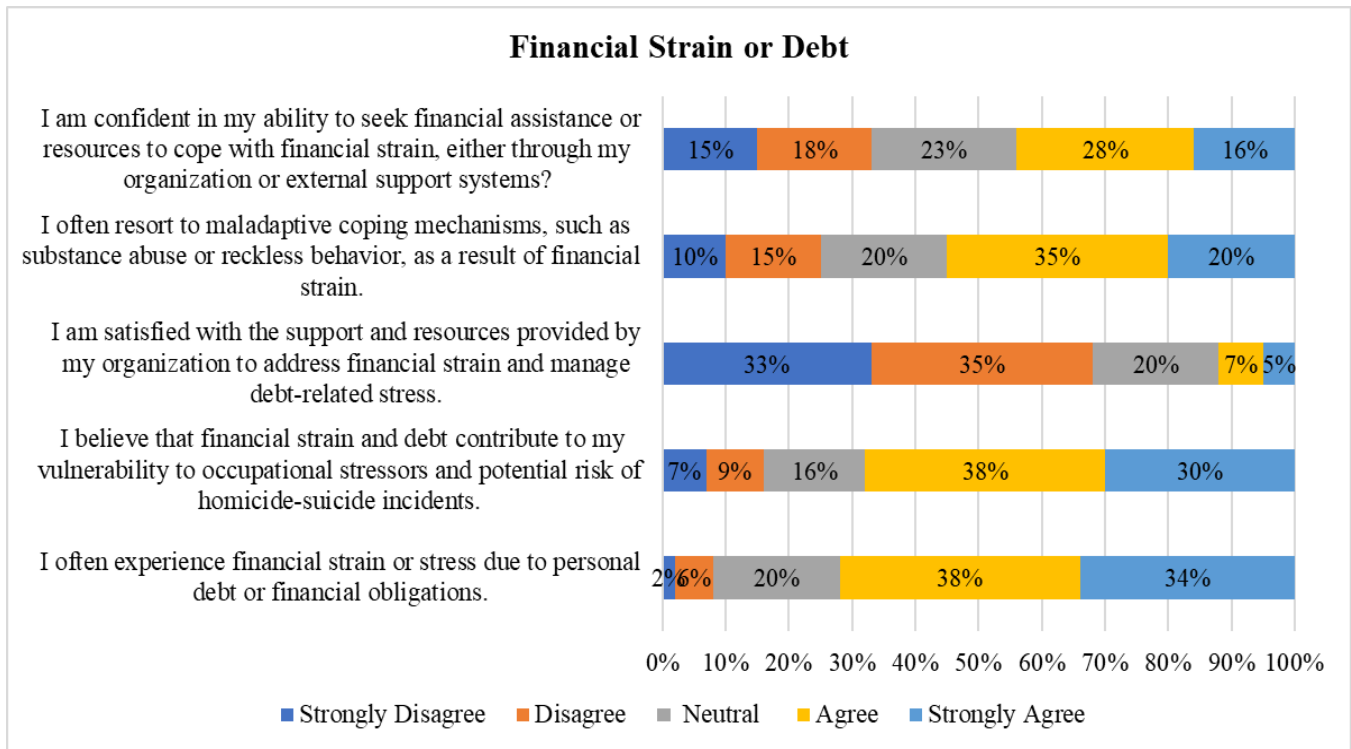 Financial Strain or Debt
I am confident in my ability to seek financial assistance or
resources to cope with financial strain, either through my
organization or external support systems?
15% 18% 23% 28% 16%
I often resort to maladaptive coping mechanisms, such as
substance abuse or reckless behavior, as a result of financial
strain.
10% 15% 20% 35% 20%
I am satisfied with the support and resources provided by
my organization to address financial strain and manage
debt-related stress.
33% 35% 20% 7% 5%
I believe that financial strain and debt contribute to my
vulnerability to occupational stressors and potential risk of
homicide-suicide incidents.
7% 9% 16% 38% 30%
I often experience financial strain or stress due to personal
debt or financial obligations.
2% 6% 20% 38% 34%
0% 10% 20% 30% 40% 50% 60% 70% 80% 90% 100%
Strongly Disagree Disagree Neutral Agree Strongly Agree